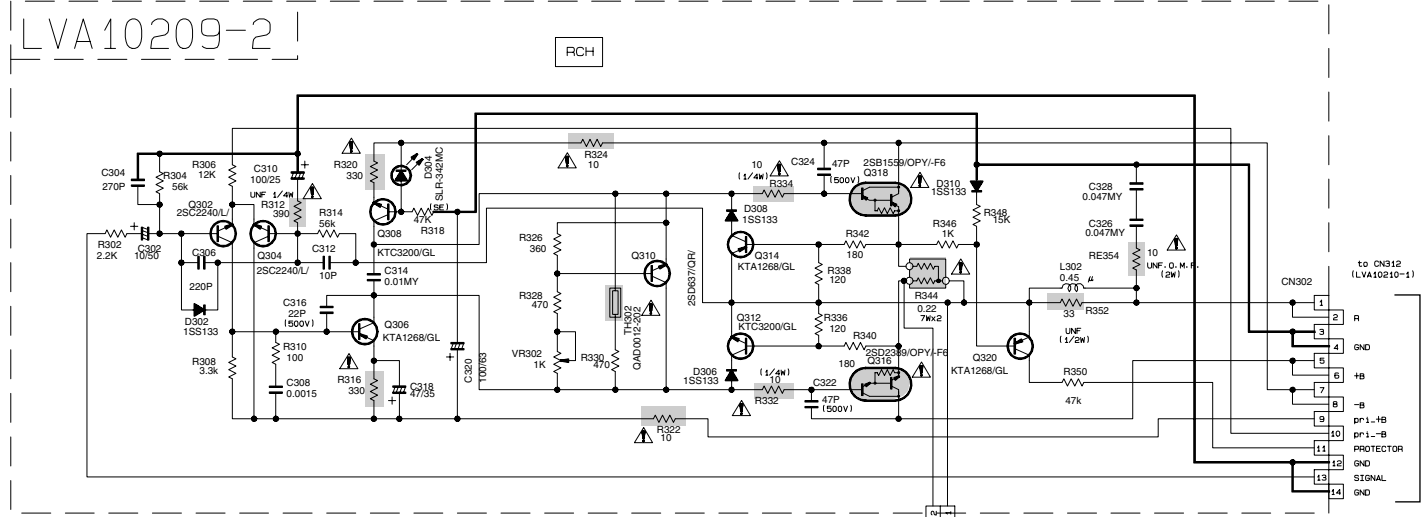 LVA10209-2
RCH
C304
270P
R304
56k
R306
12K
C310
100/25
UNF 1/4W
R312
390
R314
56k
Q302
2SC2240/L/
R302
2.2K
C302
10/50
C306
220P
D302
1SS133
Q304
2SC2240/L/
C312
10P
R308
3.3k
C316
22P
(500V)
R310
100
C308
0.0015
R320
330
D304
SLR-342MC
(SE)
47K
R318
Q308
KTC3200/GL
C314
0.01MY
Q306
KTA1268/GL
R316
330
C318
47/35
C320
100/63
R324
10
R326
360
R328
470
VR302
1K
R330
470
TH302
QAD0012-202
Q310
2SD637/QR/
R322
10
10
(1/4W)
R334
C324
47P
(500V)
2SB1559/OPY/-F6
Q318
D308
1SS133
Q314
KTA1268/GL
R342
180
R338
120
R336
120
R340
180
Q312
KTC3200/GL
D306
1SS133
(1/4W)
10
R332
C322
47P
(500V)
2SD2389/OPY/-F6
Q316
R346
1K
D310
1SS133
R348
15K
R344
0.22
7Wx2
Q320
KTA1268/GL
R350
47k
C328
0.047MY
C326
0.047MY
RE354
10
UNF.O.M.F.
(2W)
L302
0.45 μ
R352
33
UNF
(1/2W)
to CN312
(LVA10210-1)
CN302
1
2 R
3
4 GND
5
6 +B
7
8 -B
9 pri_+B
10 pri_-B
11 PROTECTOR
12 GND
13 SIGNAL
14 GND
2 1